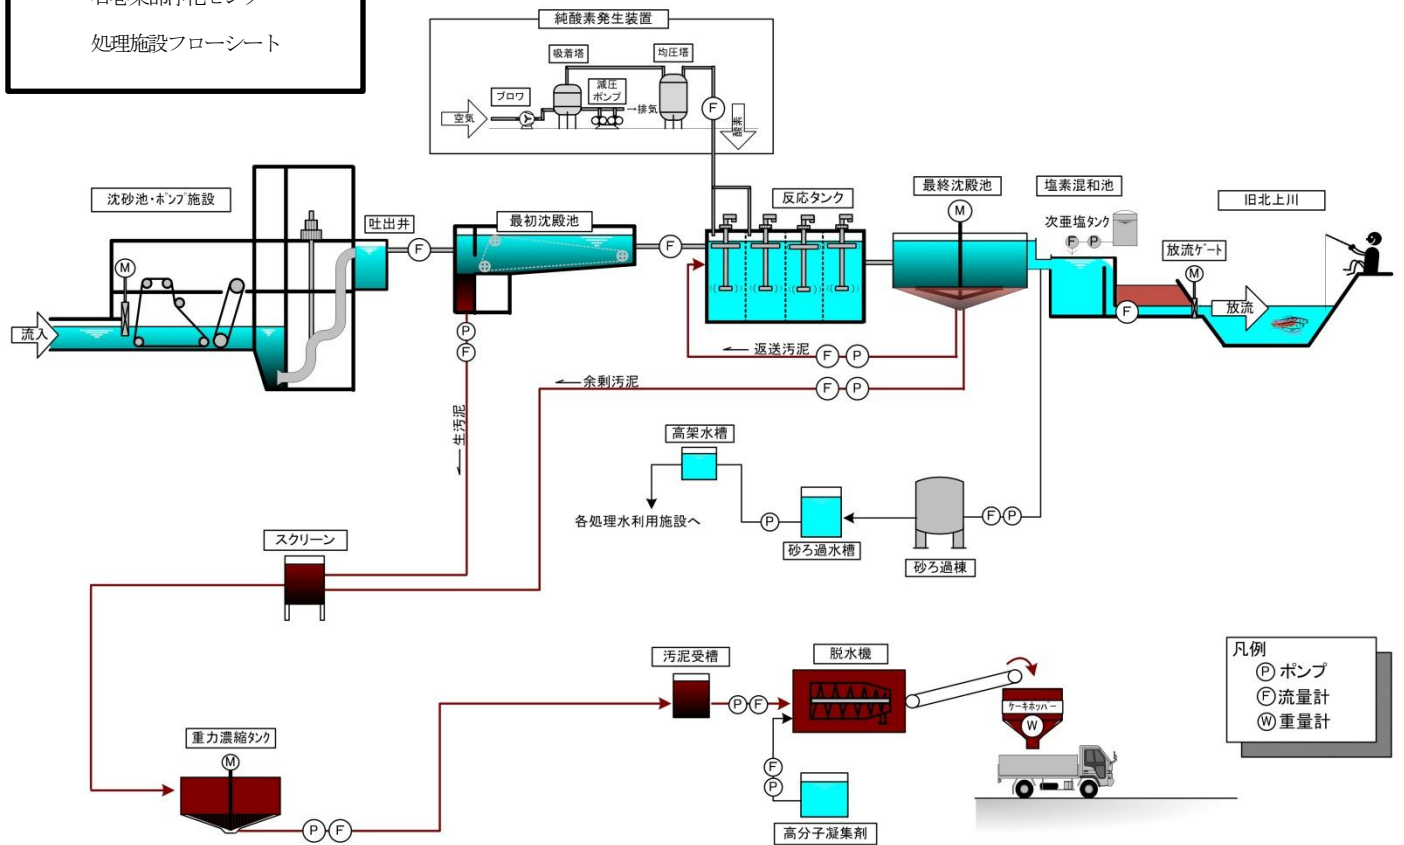 処理施設フローシート
純酸素発生装置
吸着塔
均圧塔
減圧
ポンプ
ブロワ
空気
→排気
F
酸素
沈砂池・ポンプ施設
吐出井
最初沈殿池
反応タンク
最終沈殿池
塩素混和池
旧北上川
次亜塩タンク
放流ゲート
M
F
F
M
F
P
M
流入
放流
F
P
F
返送汚泥
F
P
余剰汚泥
F
P
生汚泥
高架水槽
各処理水利用施設へ
P
砂ろ過水槽
F
P
砂ろ過棟
スクリーン
汚泥受槽
脱水機
P
F
ケーキホッパー
W
重力濃縮タンク
M
P
F
F
P
高分子凝集剤
凡例
P ポンプ
F 流量計
W 重量計